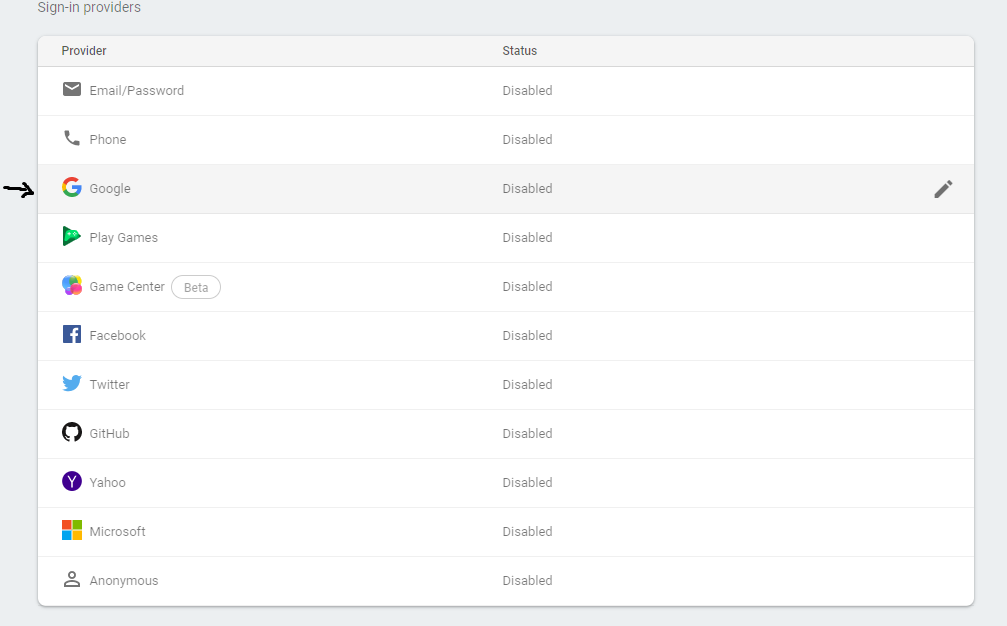 Sign-in providers
Provider Status
Email/Password Disabled
Phone Disabled
Google Disabled
Play Games Disabled
Game Center Beta Disabled
Facebook Disabled
Twitter Disabled
GitHub Disabled
Yahoo Disabled
Microsoft Disabled
Anonymous Disabled